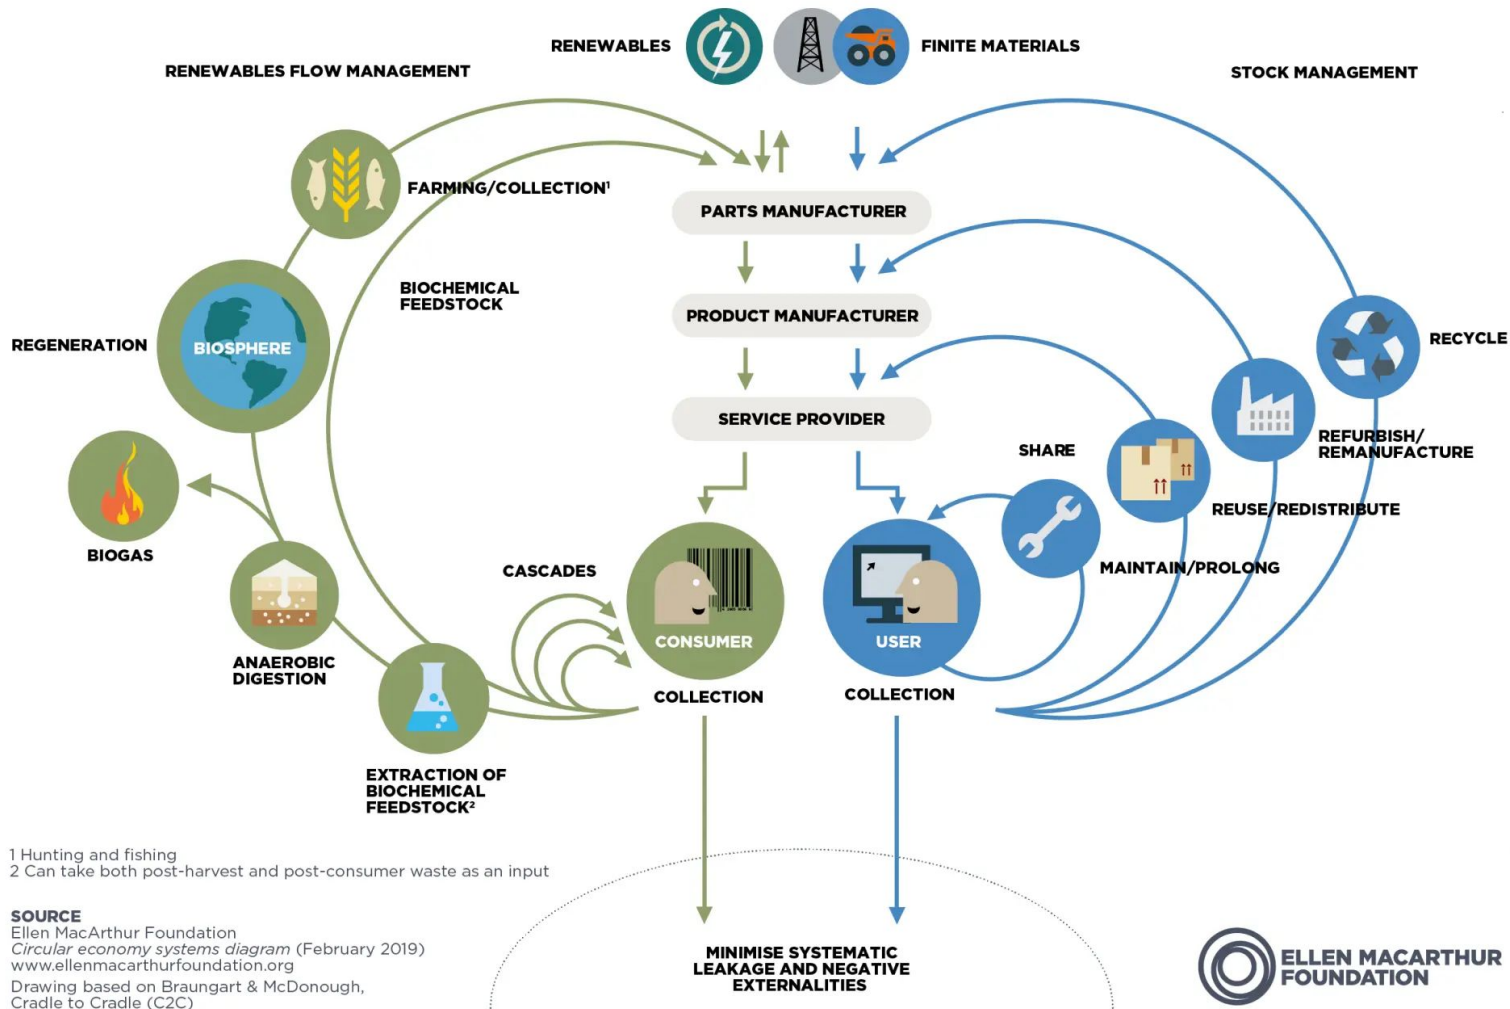 RENEWABLES
FINITE MATERIALS
RENEWABLES FLOW MANAGEMENT
STOCK MANAGEMENT
FARMING/COLLECTION¹
PARTS MANUFACTURER
BIOCHEMICAL
FEEDSTOCK
PRODUCT MANUFACTURER
REGENERATION
BIOSPHERE
RECYCLE
SERVICE PROVIDER
SHARE
REFURBISH/
REMANUFACTURE
REUSE/REDISTRIBUTE
BIOGAS
CASCADES
MAINTAIN/PROLONG
CONSUMER
USER
ANAEROBIC
DIGESTION
COLLECTION
COLLECTION
EXTRACTION OF
BIOCHEMICAL
FEEDSTOCK²
1 Hunting and fishing
2 Can take both post-harvest and post-consumer waste as an input
SOURCE
Ellen MacArthur Foundation
Circular economy systems diagram (February 2019)
www.ellenmacarthurfoundation.org
Drawing based on Braungart & McDonough,
Cradle to Cradle (C2C)
MINIMISE SYSTEMATIC
LEAKAGE AND NEGATIVE
EXTERNALITIES
ELLEN MACARTHUR
FOUNDATION